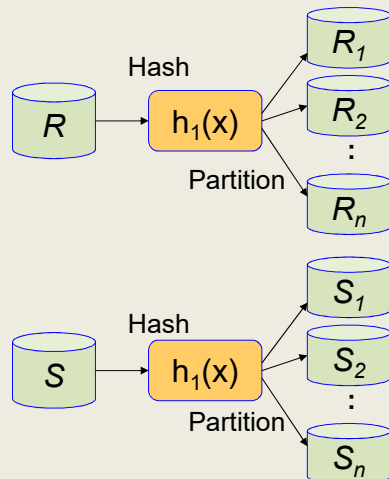 R₁
Hash
R
h₁(x)
R₂
:
Partition
Rₙ
S₁
Hash
S
h₁(x)
S₂
:
Partition
Sₙ